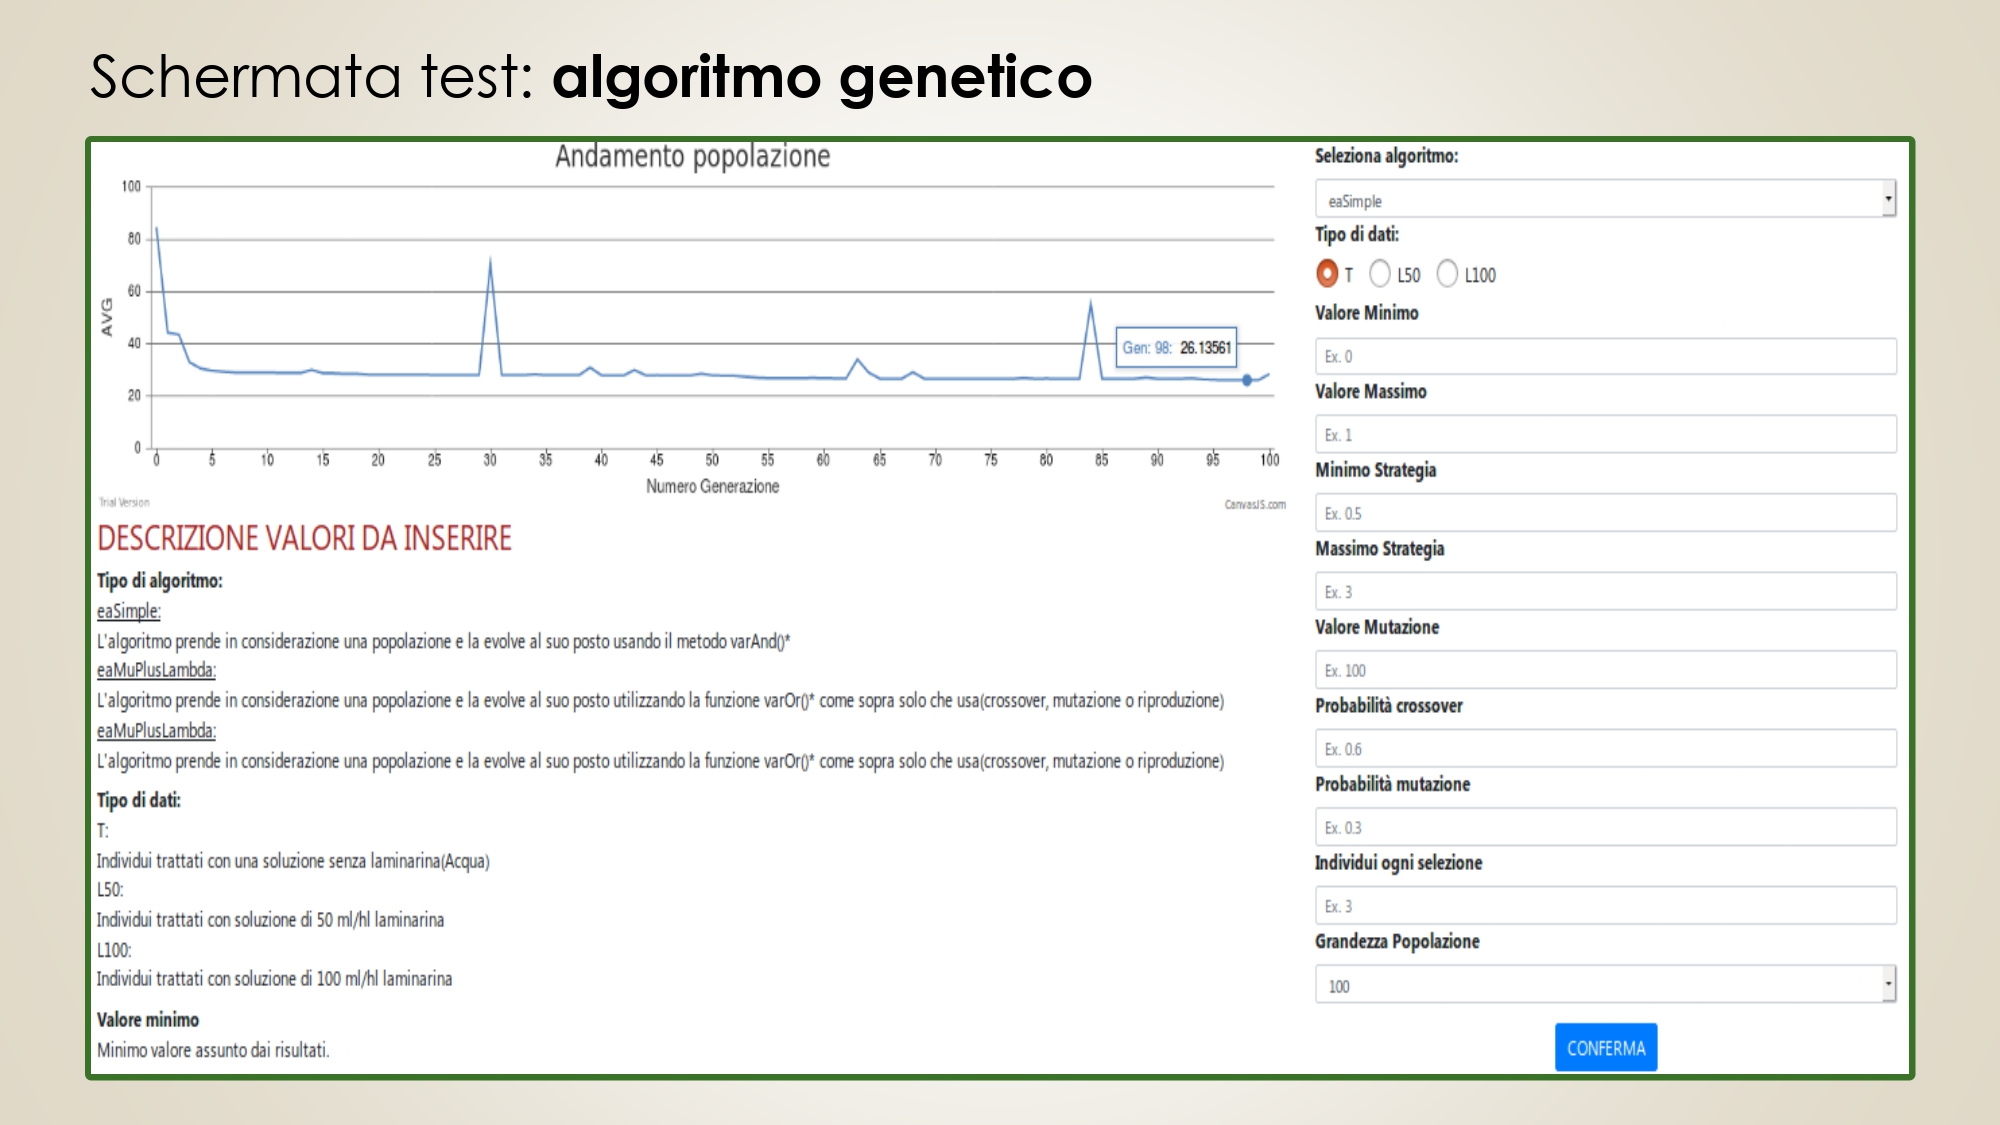 Schermata test: algoritmo genetico
Andamento popolazione
100
80
60
40
20
0
AVG
Gen: 98: 26.13561
0 5 10 15 20 25 30 35 40 45 50 55 60 65 70 75 80 85 90 95 100
Numero Generazione
Trial Version
CanvasJS.com
DESCRIZIONE VALORI DA INSERIRE
Tipo di algoritmo:
eaSimple:
L'algoritmo prende in considerazione una popolazione e la evolve al suo posto usando il metodo varAnd()*
eaMuPlusLambda:
L'algoritmo prende in considerazione una popolazione e la evolve al suo posto utilizzando la funzione varOr()* come sopra solo che usa(crossover, mutazione o riproduzione)
eaMuPlusLambda:
L'algoritmo prende in considerazione una popolazione e la evolve al suo posto utilizzando la funzione varOr()* come sopra solo che usa(crossover, mutazione o riproduzione)
Tipo di dati:
T:
Individui trattati con una soluzione senza laminarina(Acqua)
L50:
Individui trattati con soluzione di 50 ml/hl laminarina
L100:
Individui trattati con soluzione di 100 ml/hl laminarina
Valore minimo
Minimo valore assunto dai risultati.
Seleziona algoritmo:
eaSimple
Tipo di dati:
T L50 L100
Valore Minimo
Ex. 0
Valore Massimo
Ex. 1
Minimo Strategia
Ex. 0.5
Massimo Strategia
Ex. 3
Valore Mutazione
Ex. 100
Probabilità crossover
Ex. 0.6
Probabilità mutazione
Ex. 0.3
Individui ogni selezione
Ex. 3
Grandezza Popolazione
100
CONFERMA